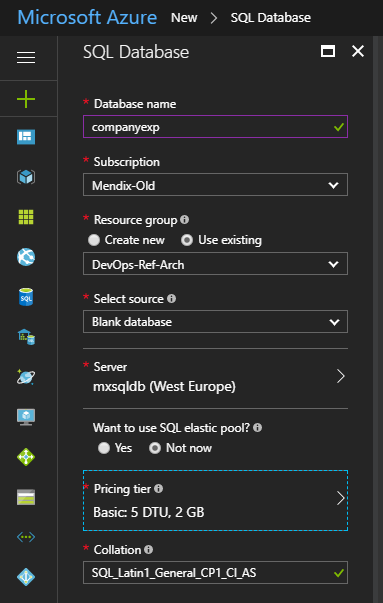 Microsoft Azure New > SQL Database
SQL Database
* Database name
companyexp
* Subscription
Mendix-Old
* Resource group
Create new Use existing
DevOps-Ref-Arch
* Select source
Blank database
* Server
mxsqldb (West Europe)
Want to use SQL elastic pool?
Yes Not now
* Pricing tier
Basic: 5 DTU, 2 GB
* Collation
SQL_Latin1_General_CP1_CI_AS
SQL